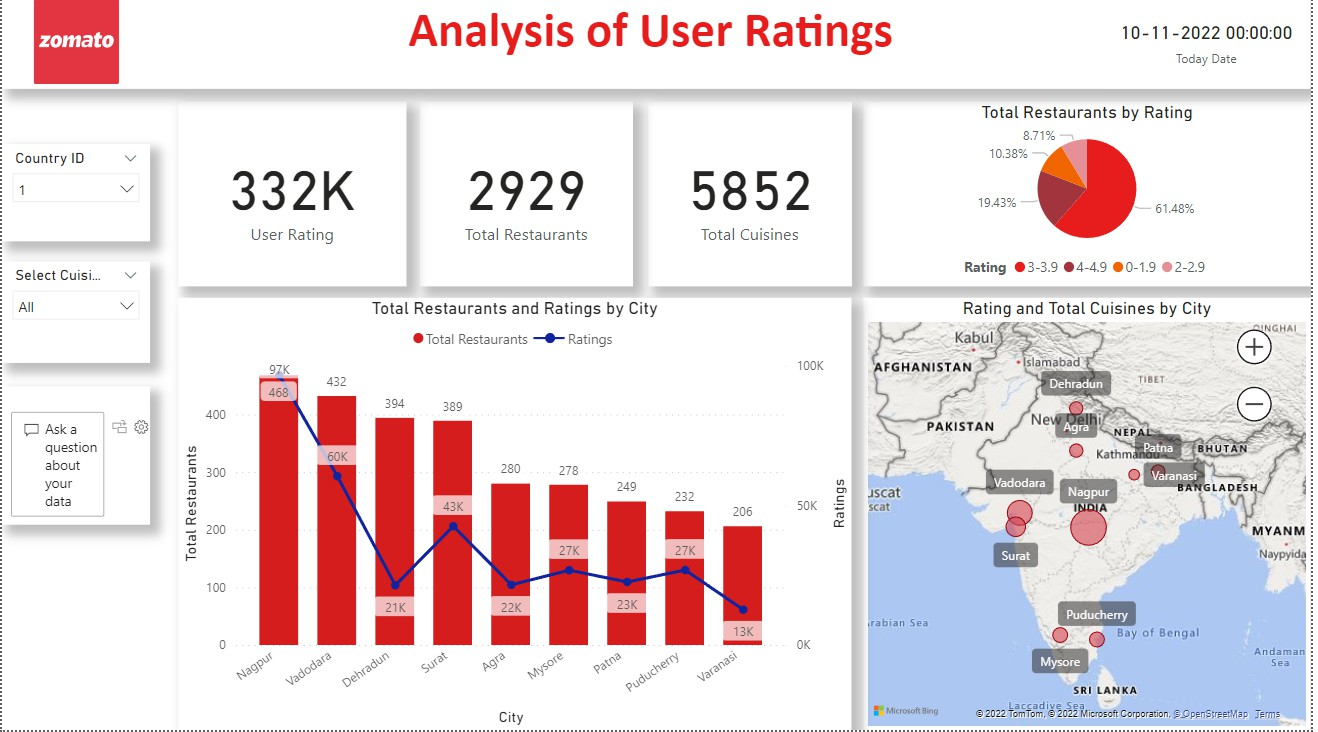 zomato
Analysis of User Ratings
10-11-2022 00:00:00
Today Date
Country ID
1
Select Cuisi...
All
Ask a
question
about
your
data
332K
User Rating
2929
Total Restaurants
5852
Total Cuisines
Total Restaurants by Rating
8.71%
10.38%
19.43%
61.48%
Rating 3-3.9 4-4.9 0-1.9 2-2.9
Total Restaurants and Ratings by City
Total Restaurants Ratings
Total Restaurants
400
300
200
100
0
97K
468
432
60K
394
21K
389
43K
280
22K
278
27K
249
23K
232
27K
206
13K
100K
50K
0K
Ratings
Nagpur
Vadodara
Dehradun
Surat
Agra
Mysore
Patna
Puducherry
Varanasi
City
Rating and Total Cuisines by City
QINGHAI
Kabul
Islamabad
AFGHANISTAN
Dehradun
TIBET
New Delhi
PAKISTAN
Agra
NEPAL
Patna
BHUTAN
Kathmandu
Varanasi
Vadodara
Nagpur
BANGLADESH
uscat
scat
INDIA
MYANM
Surat
Naypyida
Puducherry
rabian Sea
Bay of Bengal
Mysore
Andaman
Sea
SRI LANKA
Laccadive Sea
Microsoft Bing
© 2022 TomTom, © 2022 Microsoft Corporation, © OpenStreetMap Terms